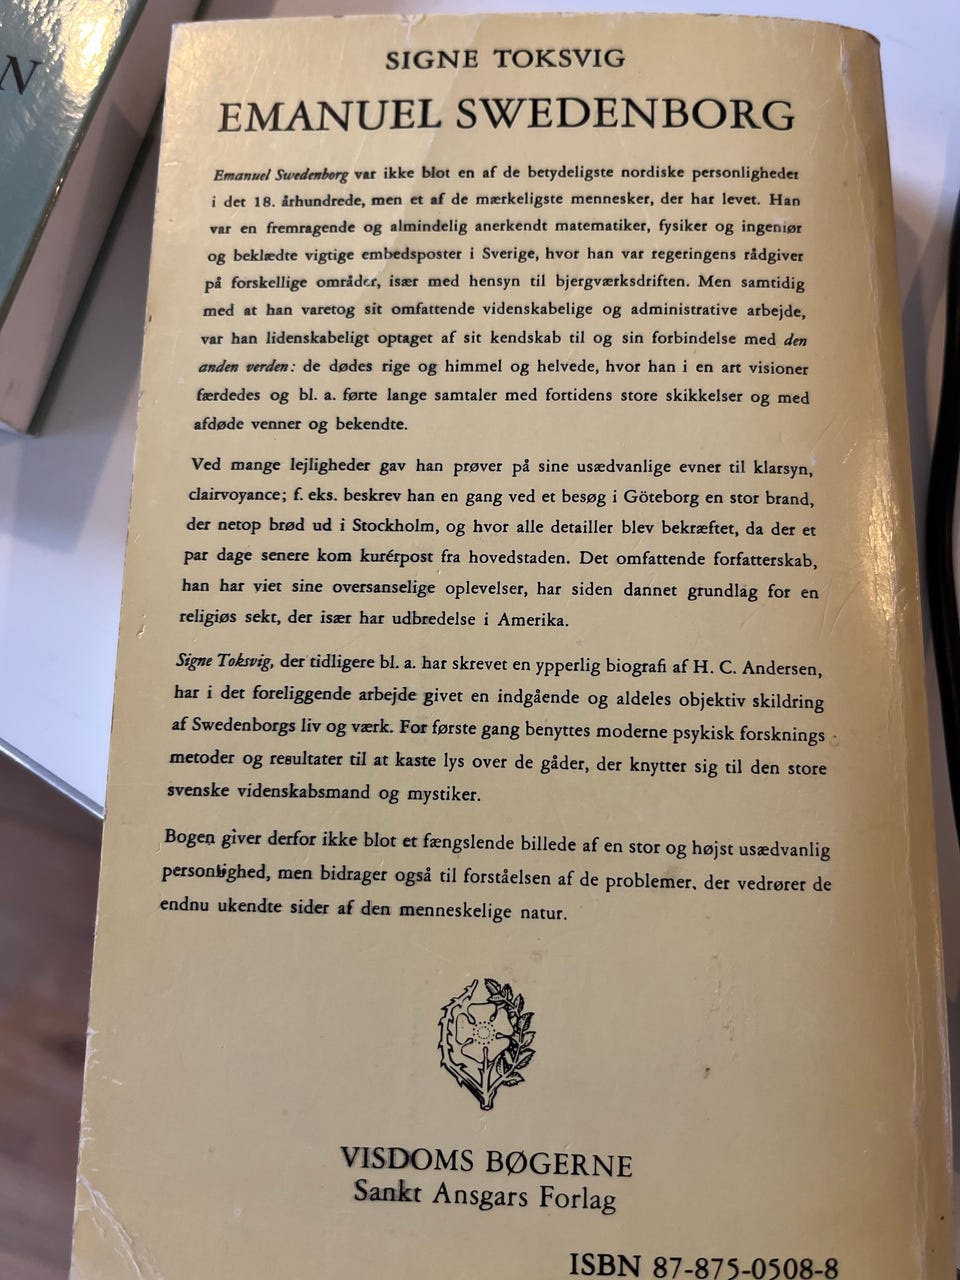 N
SIGNE TOKSVIG
EMANUEL SWEDENBORG
Emanuel Swedenborg var ikke blot en af de betydeligste nordiske personligheder
i det 18. århundrede, men et af de mærkeligste mennesker, der har levet. Han
var en fremragende og almindelig anerkendt matematiker, fysiker og ingeniør
og beklædte vigtige embedsposter i Sverige, hvor han var regeringens rådgiver
på forskellige områder, især med hensyn til bjergværksdriften. Men samtidig
med at han varetog sit omfattende videnskabelige og administrative arbejde,
var han lidenskabeligt optaget af sit kendskab til og sin forbindelse med den
anden verden: de dødes rige og himmel og helvede, hvor han i en art visioner
færdedes og bl. a. førte lange samtaler med fortidens store skikkelser og med
afdøde venner og bekendte.
Ved mange lejligheder gav han prøver på sine usædvanlige evner til klarsyn,
clairvoyance; f. eks. beskrev han en gang ved et besøg i Göteborg en stor brand,
der netop brød ud i Stockholm, og hvor alle detailler blev bekræftet, da der et
par dage senere kom kurérpost fra hovedstaden. Det omfattende forfatterskab,
han har viet sine oversanselige oplevelser, har siden dannet grundlag for en
religiøs sekt, der især har udbredelse i Amerika.
Signe Toksvig, der tidligere bl. a. har skrevet en ypperlig biografi af H. C. Andersen,
har i det foreliggende arbejde givet en indgående og aldeles objektiv skildring
af Swedenborgs liv og værk. For første gang benyttes moderne psykisk forsknings
metoder og resultater til at kaste lys over de gåder, der knytter sig til den store
svenske videnskabsmand og mystiker.
Bogen giver derfor ikke blot et fængslende billede af en stor og højst usædvanlig
personlighed, men bidrager også til forståelsen af de problemer, der vedrører de
endnu ukendte sider af den menneskelige natur.
VISDOMS BØGERNE
Sankt Ansgars Forlag
ISBN 87-875-0508-8